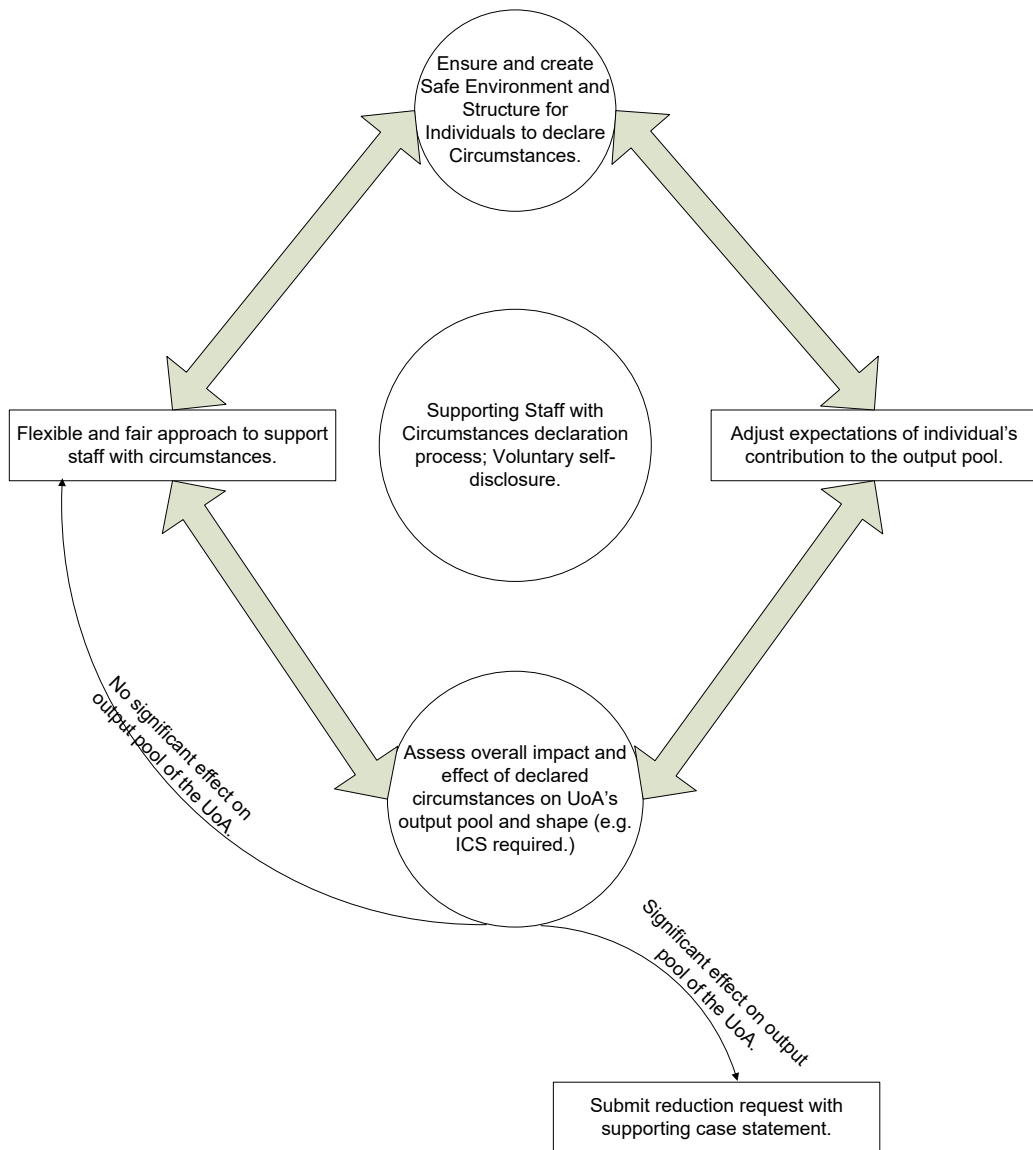 Ensure and create
Safe Environment and
Structure for
Individuals to declare
Circumstances.
Flexible and fair approach to support
staff with circumstances.
Supporting Staff with
Circumstances declaration
process; Voluntary self-
disclosure.
Adjust expectations of individual’s
contribution to the output pool.
No significant effect on
output pool of the UoA.
Assess overall impact and
effect of declared
circumstances on UoA’s
output pool and shape (e.g.
ICS required.)
Significant effect on output
pool of the UoA.
Submit reduction request with
supporting case statement.